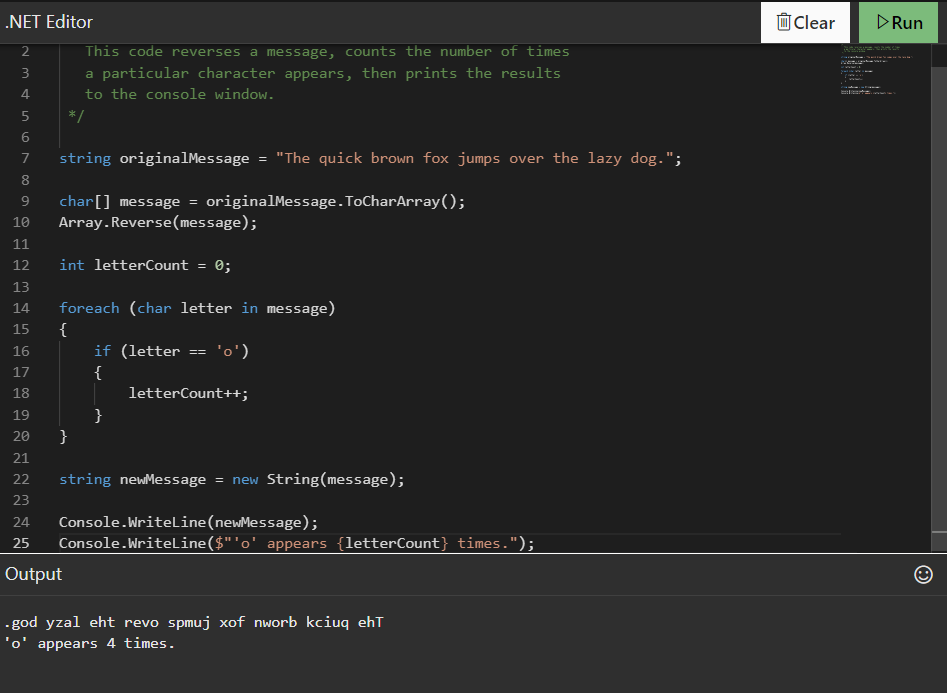 .NET Editor
Clear
Run
2 This code reverses a message, counts the number of times
3 a particular character appears, then prints the results
4 to the console window.
5 */
6
7 string originalMessage = "The quick brown fox jumps over the lazy dog.";
8
9 char[] message = originalMessage.ToCharArray();
10 Array.Reverse(message);
11
12 int letterCount = 0;
13
14 foreach (char letter in message)
15 {
16 if (letter == 'o')
17 {
18 letterCount++;
19 }
20 }
21
22 string newMessage = new String(message);
23
24 Console.WriteLine(newMessage);
25 Console.WriteLine($"'o' appears {letterCount} times.");
Output
.god yzal eht revo spmuj xof nworb kciuq ehT
'o' appears 4 times.